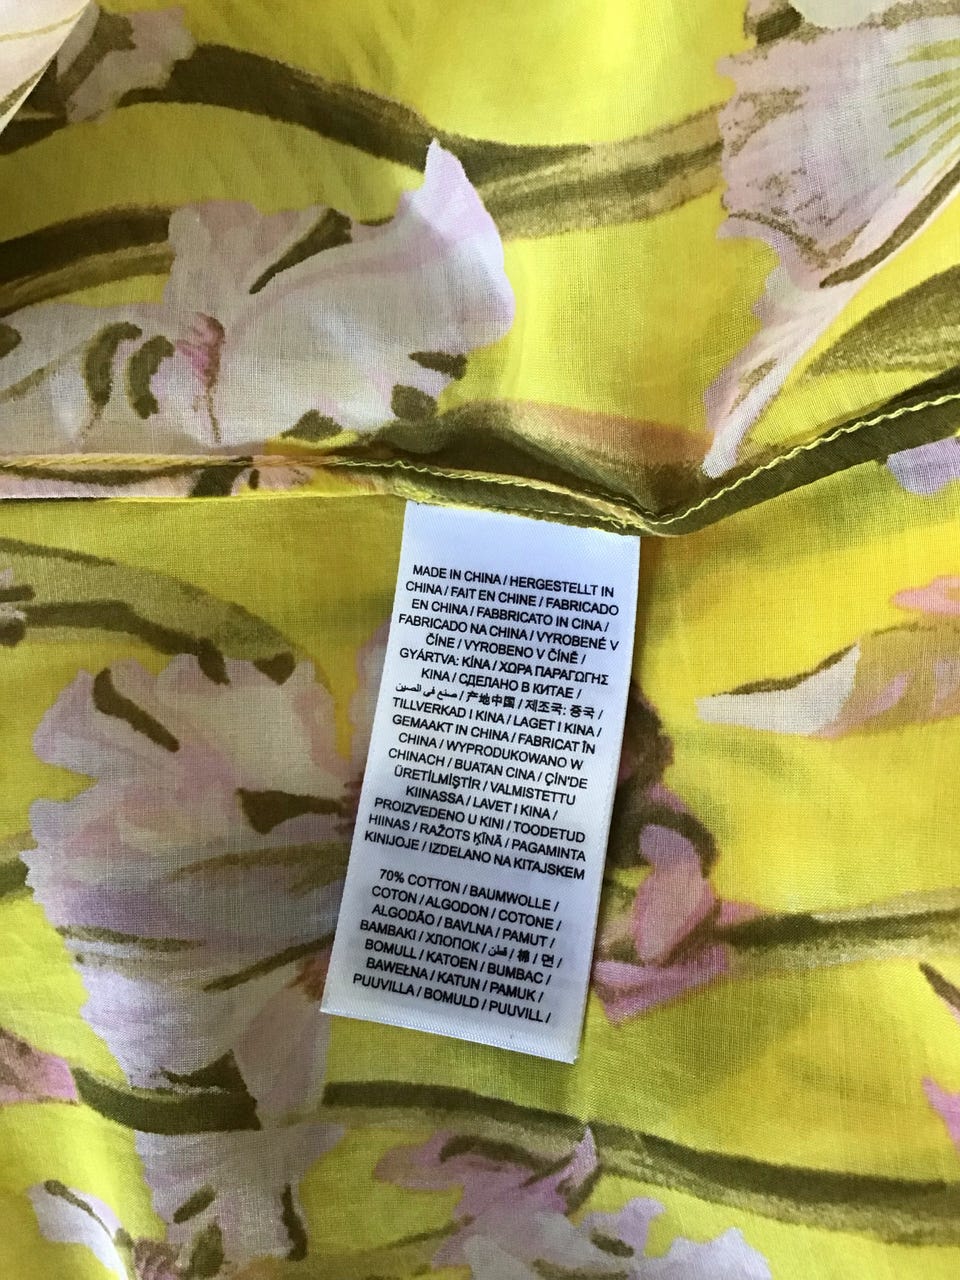 MADE IN CHINA / HERGESTELLT IN
CHINA / FAIT EN CHINE / FABRICADO
EN CHINA / FABBRICATO IN CINA /
FABRICADO NA CHINA / VYROBENÉ V
ČÍNE / VYROBENO V ČÍNĚ /
GYÁRTVA: KÍNA / ΧΩΡΑ ΠΑΡΑΓΩΓΗΣ
KINA / СДЕЛАНО В КИТАЕ /
صنع في الصين / 产地中国 / 제조국: 중국 /
TILLVERKAD I KINA / LAGET I KINA /
GEMAAKT IN CHINA / FABRICAT ÎN
CHINA / WYPRODUKOWANO W
CHINACH / BUATAN CINA / ÇİN'DE
ÜRETİLMİŞTİR / VALMISTETTU
KIINASSA / LAVET I KINA /
PROIZVEDENO U KINI / TOODETUD
HIINAS / RAŽOTS ĶĪNĀ / PAGAMINTA
KINIJOJE / IZDELANO NA KITAJSKEM
70% COTTON / BAUMWOLLE /
COTON / ALGODON / COTONE /
ALGODÃO / BAVLNA / PAMUT /
ΒΑΜΒΑΚΙ / ХЛОПОК / قطن / 棉 / 면 /
BOMULL / KATOEN / BUMBAC /
BAWEŁNA / KATUN / PAMUK /
PUUVILLA / BOMULD / PUUVILL /